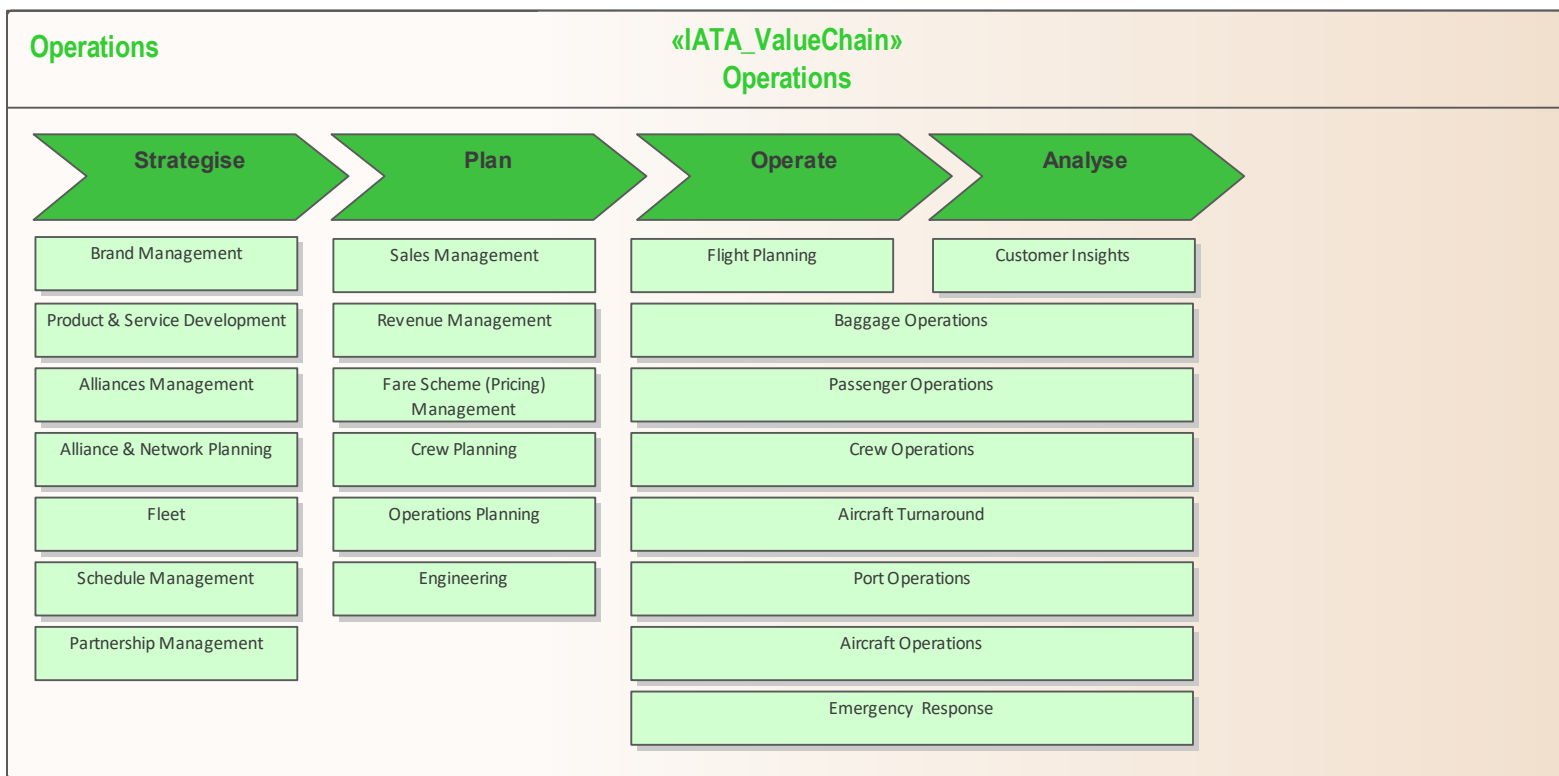 Operations
«IATA_ValueChain»
Operations
Strategise
Plan
Operate
Analyse
Brand Management
Sales Management
Flight Planning
Customer Insights
Product & Service Development
Revenue Management
Baggage Operations
Alliances Management
Fare Scheme (Pricing)
Management
Passenger Operations
Alliance & Network Planning
Crew Planning
Crew Operations
Fleet
Operations Planning
Aircraft Turnaround
Schedule Management
Engineering
Port Operations
Partnership Management
Aircraft Operations
Emergency  Response